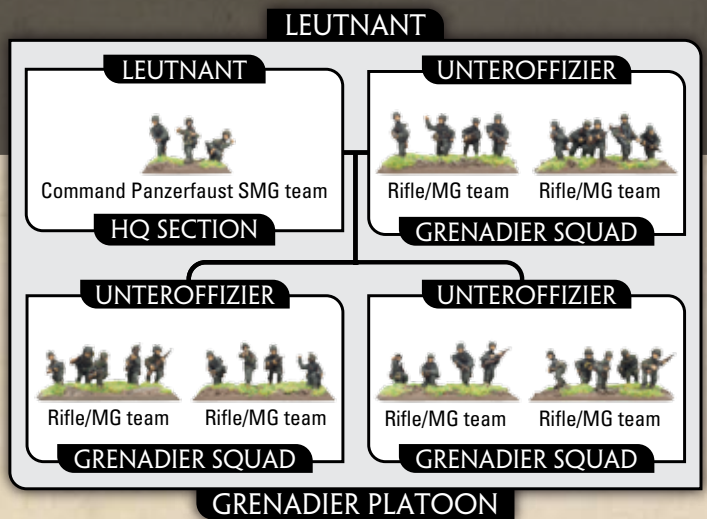 LEUTNANT
LEUTNANT
Command Panzerfaust SMG team
HQ SECTION
UNTEROFFIZIER
Rifle/MG team Rifle/MG team
GRENADIER SQUAD
UNTEROFFIZIER
Rifle/MG team Rifle/MG team
GRENADIER SQUAD
UNTEROFFIZIER
Rifle/MG team Rifle/MG team
GRENADIER SQUAD
GRENADIER PLATOON